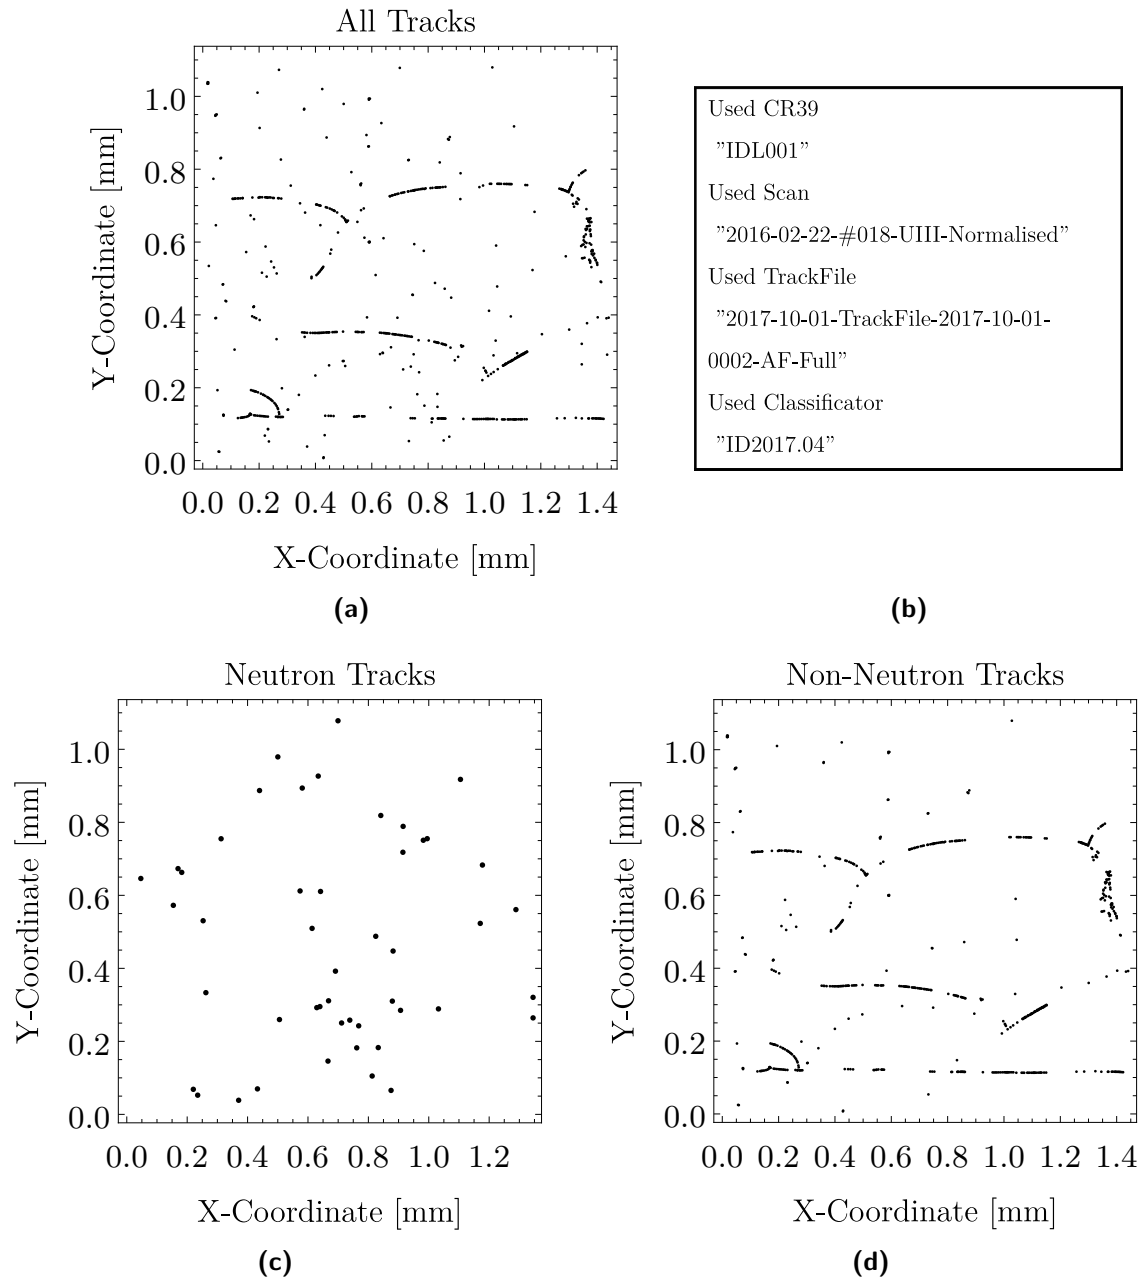 All Tracks
1.0
0.8
0.6
0.4
0.2
0.0
Y-Coordinate [mm]
0.0 0.2 0.4 0.6 0.8 1.0 1.2 1.4
X-Coordinate [mm]
(a)
Used CR39
"IDL001"
Used Scan
"2016-02-22-#018-UIII-Normalised"
Used TrackFile
"2017-10-01-TrackFile-2017-10-01-
0002-AF-Full"
Used Classificator
"ID2017.04"
(b)
Neutron Tracks
1.0
0.8
0.6
0.4
0.2
0.0
Y-Coordinate [mm]
0.0 0.2 0.4 0.6 0.8 1.0 1.2
X-Coordinate [mm]
(c)
Non-Neutron Tracks
1.0
0.8
0.6
0.4
0.2
0.0
Y-Coordinate [mm]
0.0 0.2 0.4 0.6 0.8 1.0 1.2 1.4
X-Coordinate [mm]
(d)